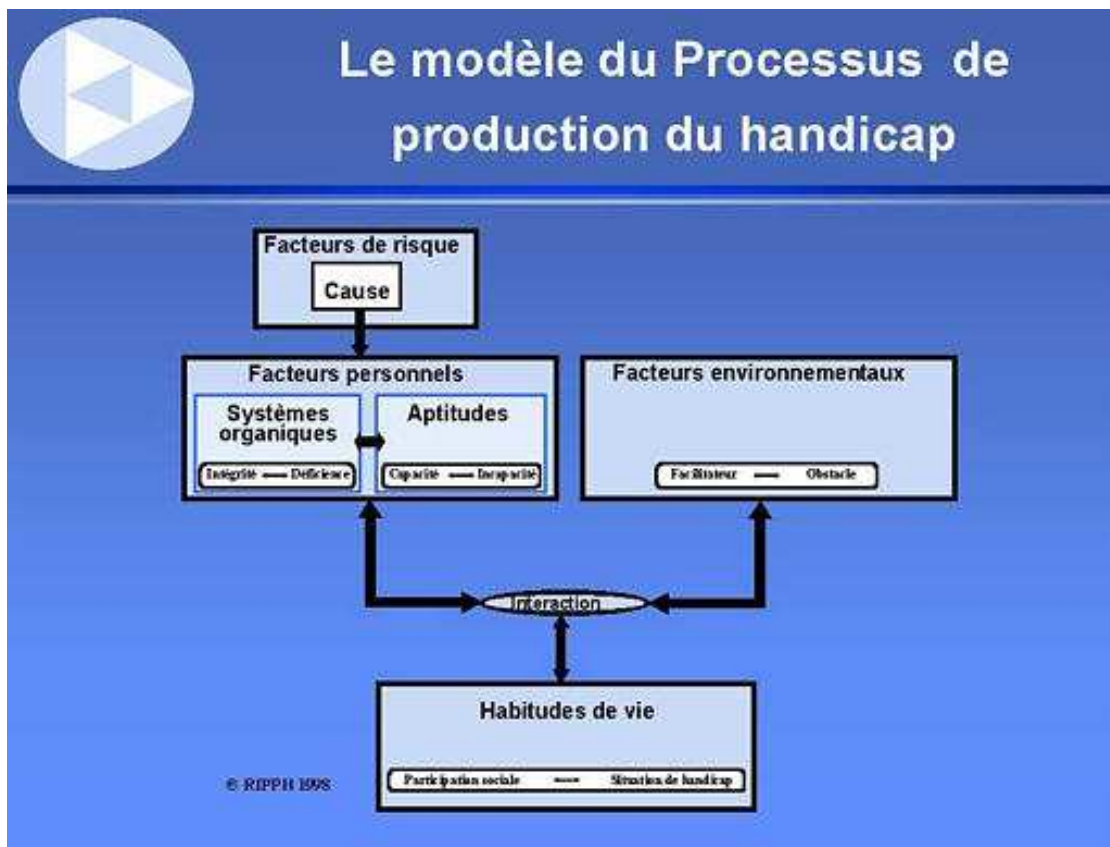 Le modèle du Processus de
production du handicap
Facteurs de risque
Cause
Facteurs personnels
Systèmes
organiques
Intégrité Déficience
Aptitudes
Capacité Incapacité
Facteurs environnementaux
Facilitateur Obstacle
Interaction
Habitudes de vie
Participation sociale Situation de handicap
© RIPPH 1998